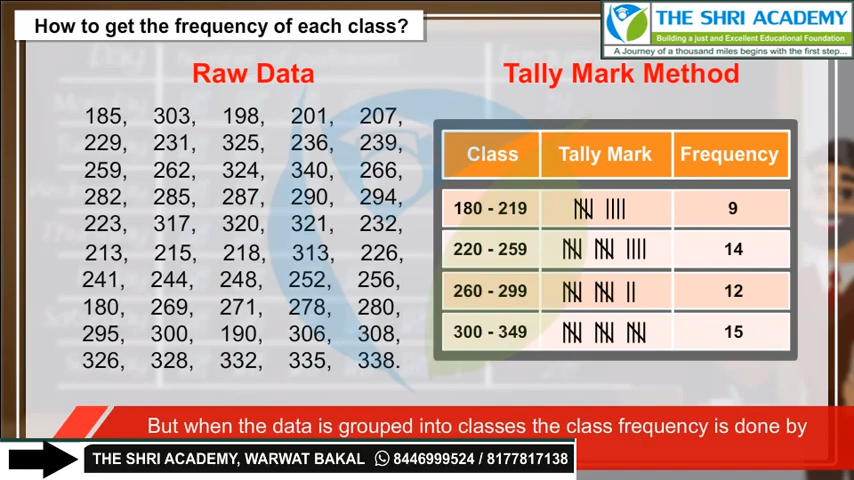 How to get the frequency of each class?
THE SHRI ACADEMY
Building a just and Excellent Educational Foundation
A Journey of a thousand miles begins with the first step...
Raw Data
185, 303, 198, 201, 207,
229, 231, 325, 236, 239,
259, 262, 324, 340, 266,
282, 285, 287, 290, 294,
223, 317, 320, 321, 232,
213, 215, 218, 313, 226,
241, 244, 248, 252, 256,
180, 269, 271, 278, 280,
295, 300, 190, 306, 308,
326, 328, 332, 335, 338.
Tally Mark Method
Class Tally Mark Frequency
180 - 219 9
220 - 259 14
260 - 299 12
300 - 349 15
But when the data is grouped into classes the class frequency is done by
THE SHRI ACADEMY, WARWAT BAKAL 8446999524 / 8177817138